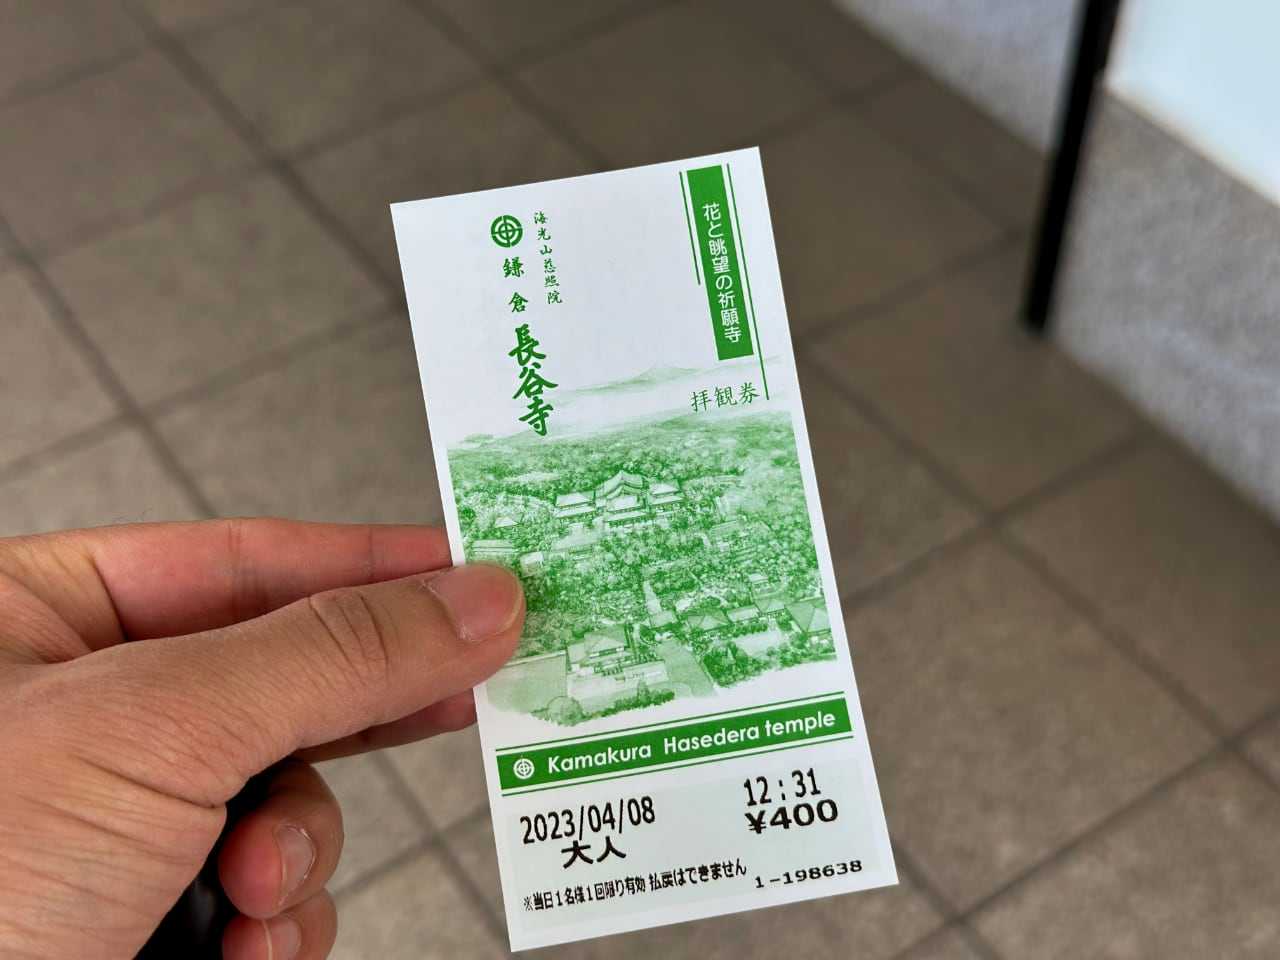 花と眺望の祈願寺
海光山慈照院
鎌倉
長谷寺
拝観券
Kamakura Hasedera temple
2023/04/08 12:31
大人 ¥400
※当日1名様1回限り有効 払戻はできません 1-198638